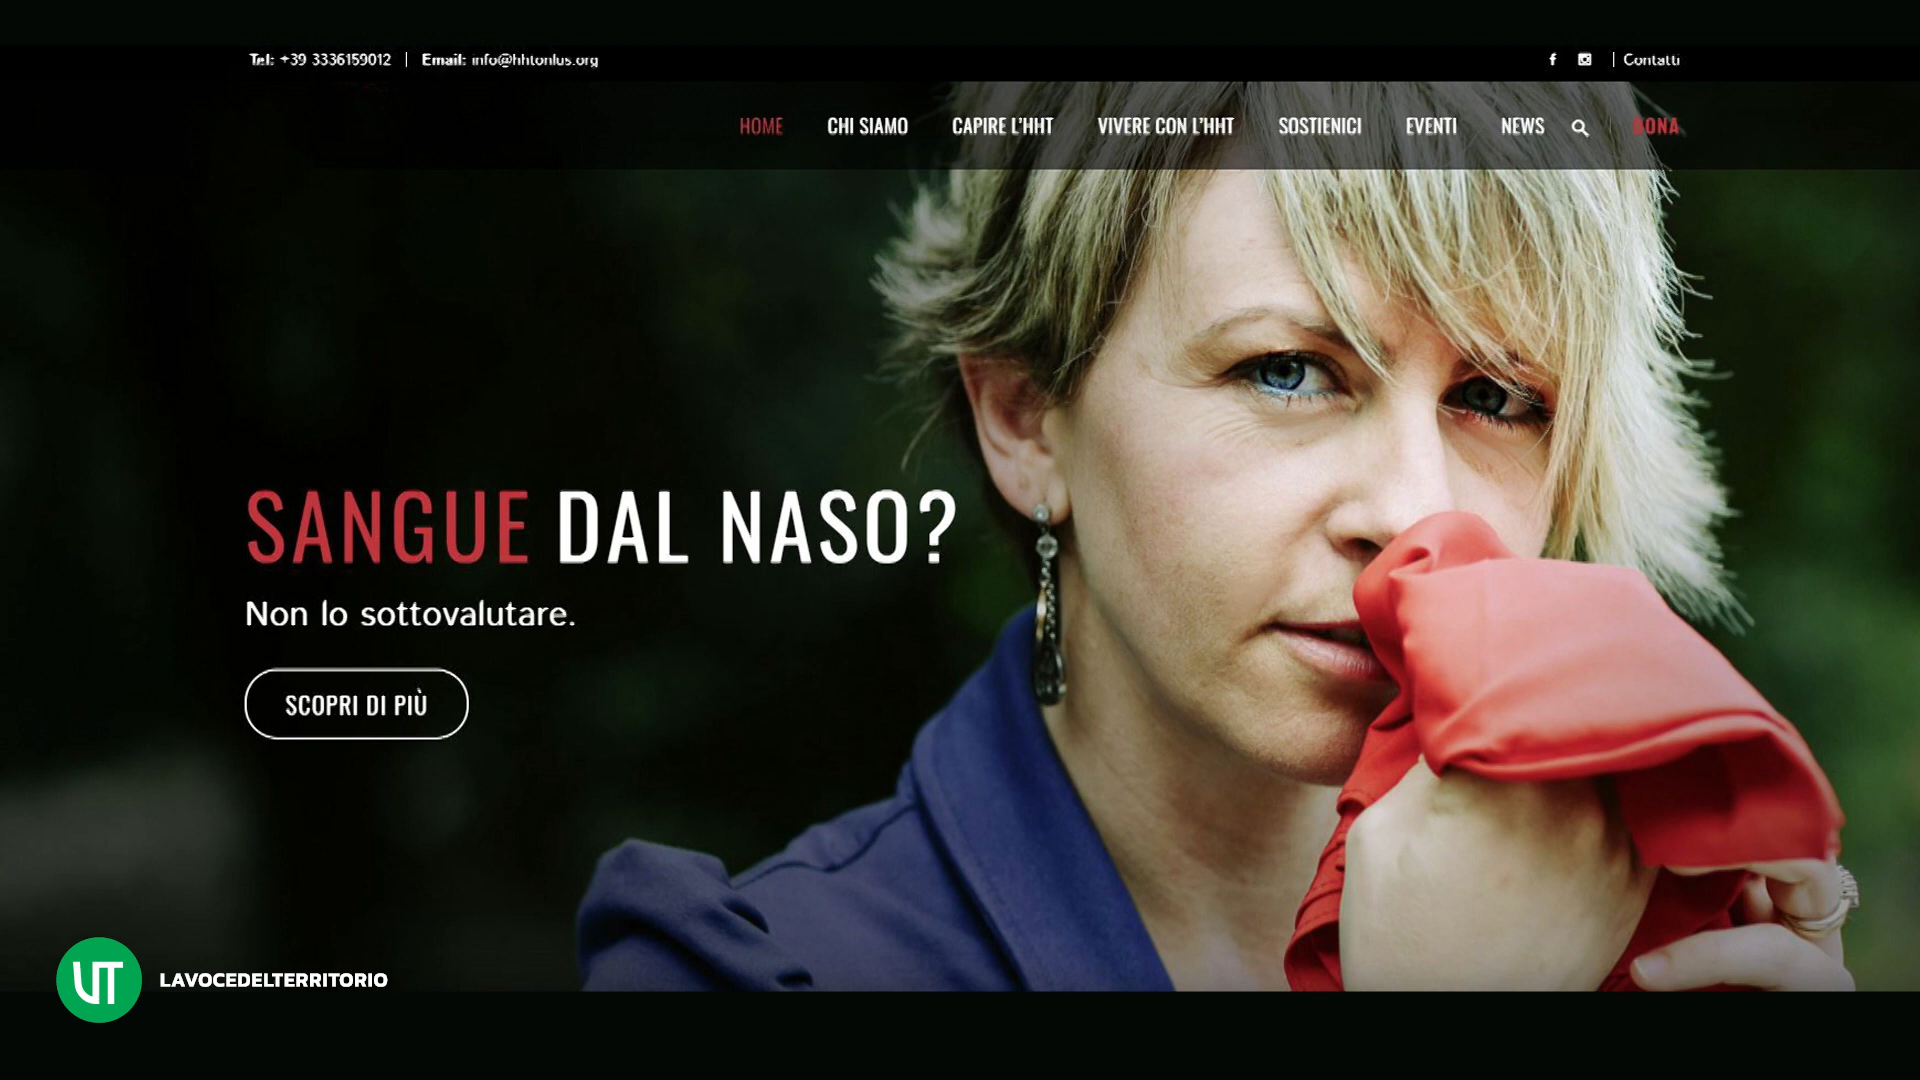 Tel: +39 3336159012 | Email: info@hhtonlus.org
| Contatti
HOME CHI SIAMO CAPIRE L'HHT VIVERE CON L'HHT SOSTIENICI EVENTI NEWS DONA
SANGUE DAL NASO?
Non lo sottovalutare.
SCOPRI DI PIÙ
LAVOCEDELTERRITORIO